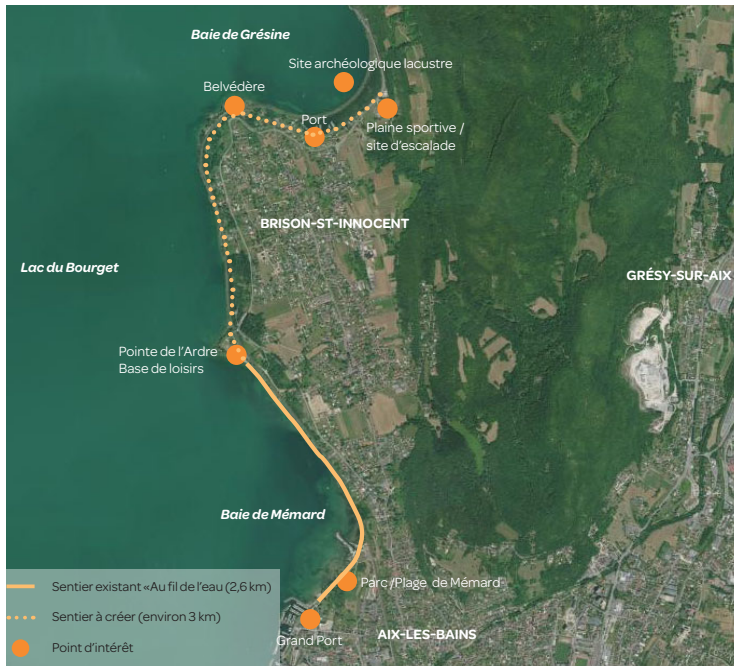 Baie de Grésine
Site archéologique lacustre
Belvédère
Port
Plaine sportive /
site d'escalade
BRISON-ST-INNOCENT
Lac du Bourget
GRÉSY-SUR-AIX
Pointe de l'Ardre
Base de loisirs
Baie de Mémard
Sentier existant «Au fil de l'eau (2,6 km)
Parc /Plage de Mémard
Sentier à créer (environ 3 km)
Grand Port
AIX-LES-BAINS
Point d'intérêt